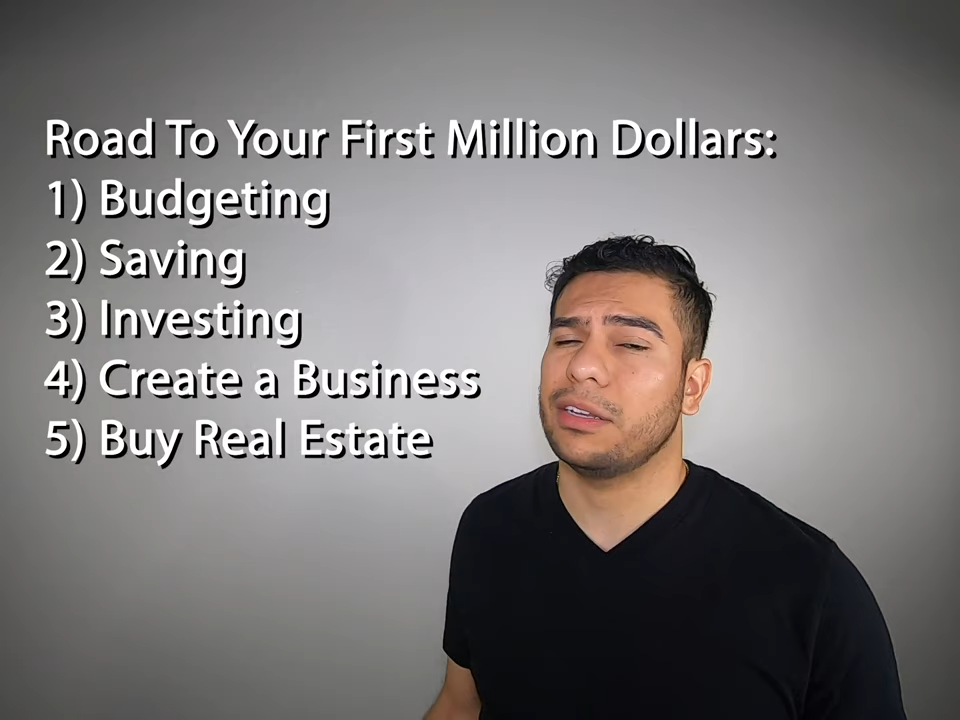 Road To Your First Million Dollars:
1) Budgeting
2) Saving
3) Investing
4) Create a Business
5) Buy Real Estate